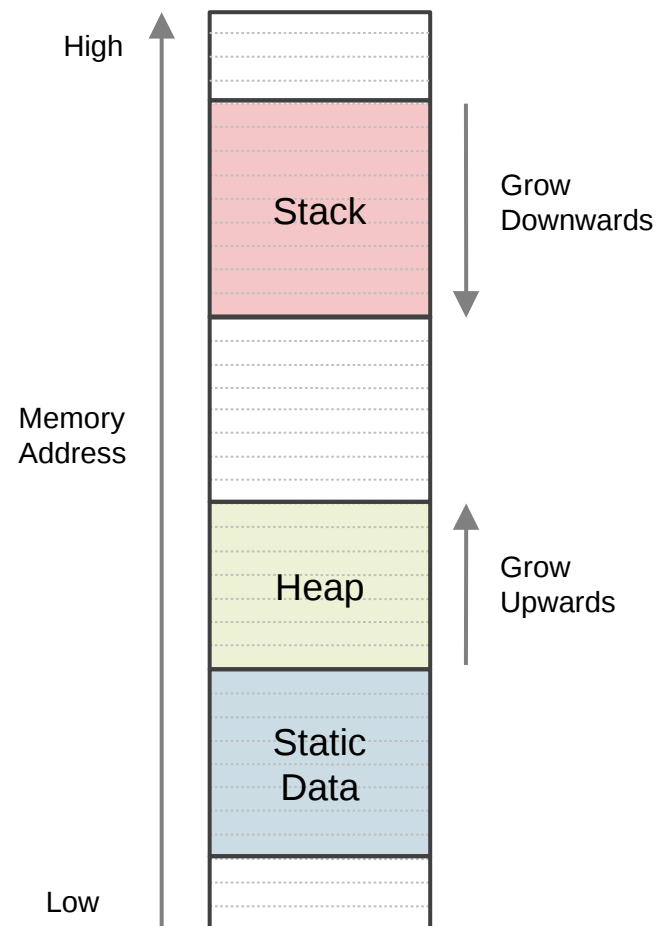 High
Stack
Grow
Downwards
Memory
Address
Heap
Grow
Upwards
Static
Data
Low